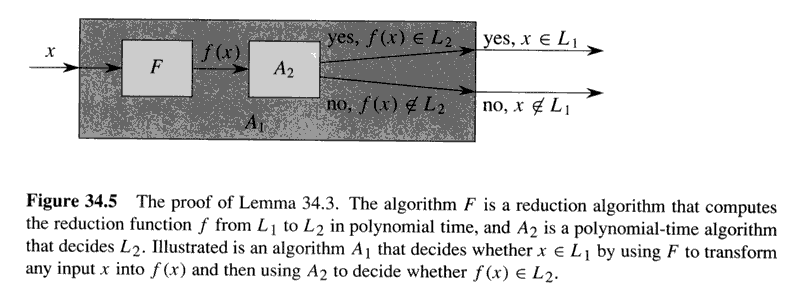 x
F
f(x)
A2
yes, f(x) ∈ L2
yes, x ∈ L1
no, f(x) ∉ L2
no, x ∉ L1
A1
Figure 34.5 The proof of Lemma 34.3. The algorithm F is a reduction algorithm that computes
the reduction function f from L1 to L2 in polynomial time, and A2 is a polynomial-time algorithm
that decides L2. Illustrated is an algorithm A1 that decides whether x ∈ L1 by using F to transform
any input x into f(x) and then using A2 to decide whether f(x) ∈ L2.